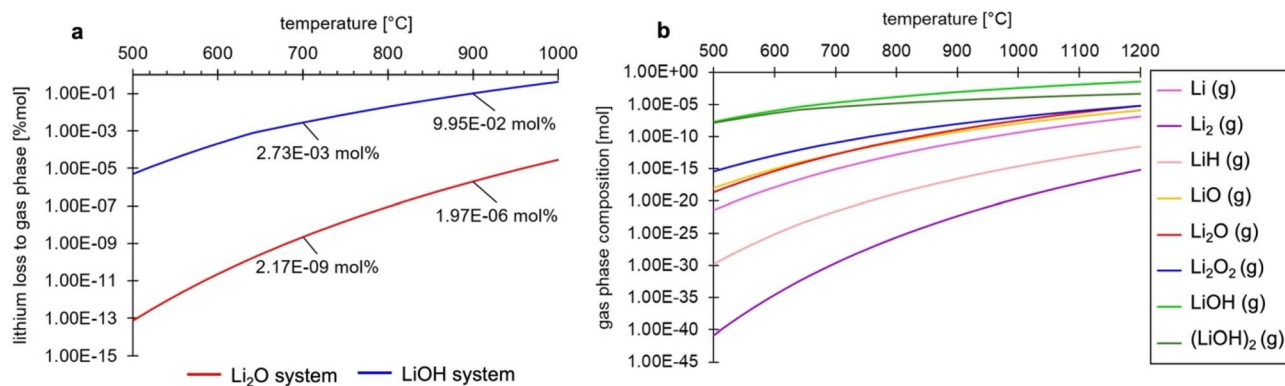 a
temperature [°C]
500 600 700 800 900 1000
lithium loss to gas phase [%mol]
1.00E-01
1.00E-03
1.00E-05
1.00E-07
1.00E-09
1.00E-11
1.00E-13
1.00E-15
9.95E-02 mol%
2.73E-03 mol%
1.97E-06 mol%
2.17E-09 mol%
Li₂O system LiOH system
b
temperature [°C]
500 600 700 800 900 1000 1100 1200
gas phase composition [mol]
1.00E+00
1.00E-05
1.00E-10
1.00E-15
1.00E-20
1.00E-25
1.00E-30
1.00E-35
1.00E-40
1.00E-45
Li (g)
Li₂ (g)
LiH (g)
LiO (g)
Li₂O (g)
Li₂O₂ (g)
LiOH (g)
(LiOH)₂ (g)